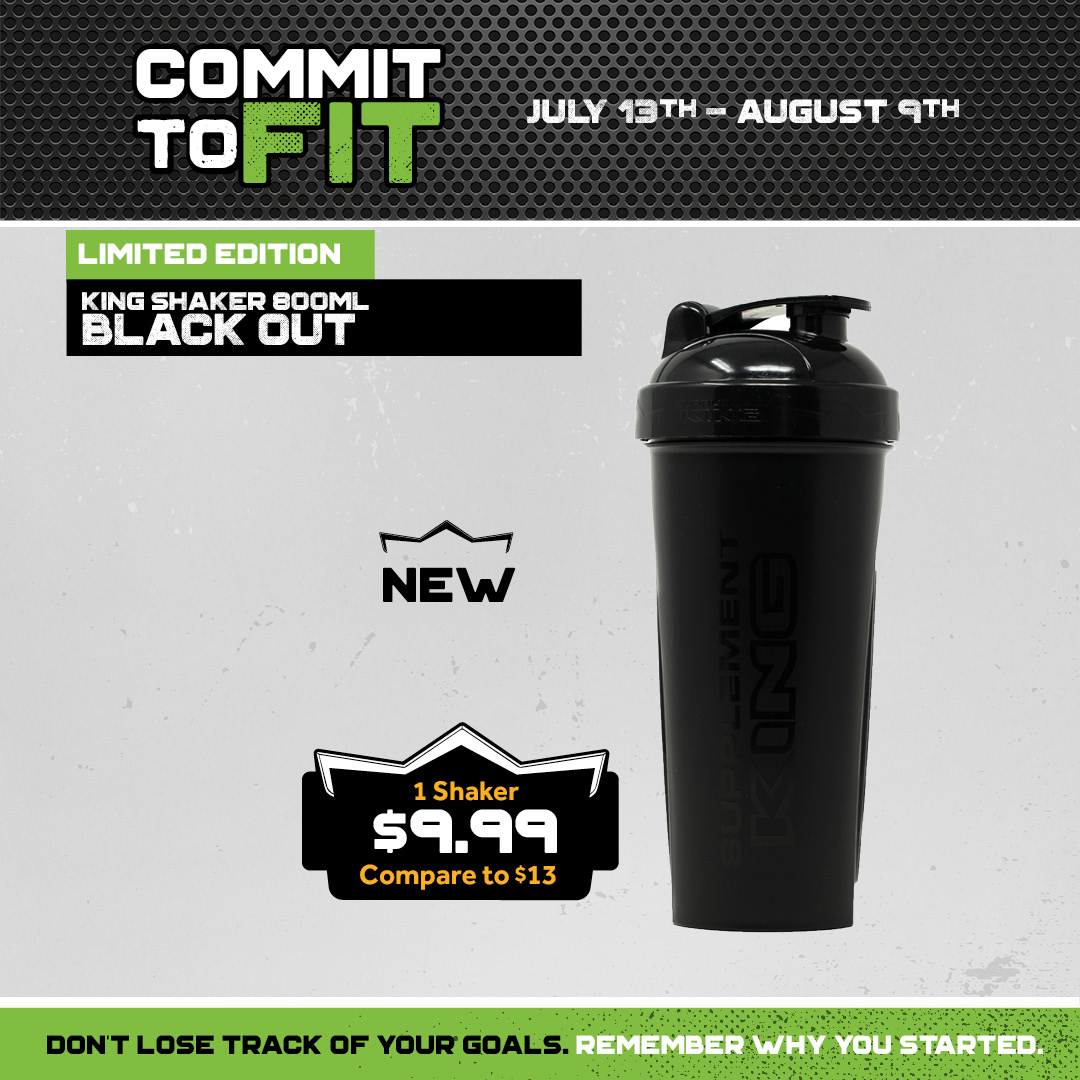 COMMIT
TO FIT
JULY 13TH – AUGUST 9TH
LIMITED EDITION
KING SHAKER 800ML
BLACK OUT
NEW
1 Shaker
$9.99
Compare to $13
SUPPLEMENT
KING
DON'T LOSE TRACK OF YOUR GOALS. REMEMBER WHY YOU STARTED.